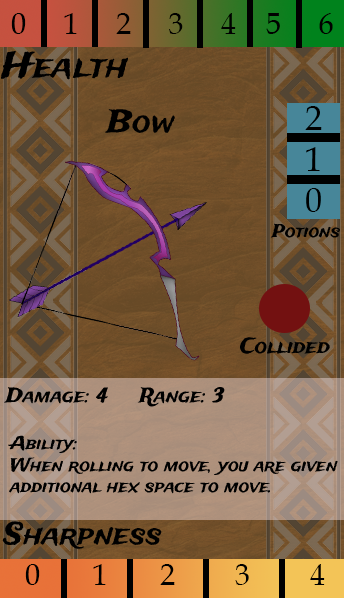 0 1 2 3 4 5 6
Health
Bow
2
1
0
Potions
Collided
Damage: 4 Range: 3
Ability:
When rolling to move, you are given
additional hex space to move.
Sharpness
0 1 2 3 4